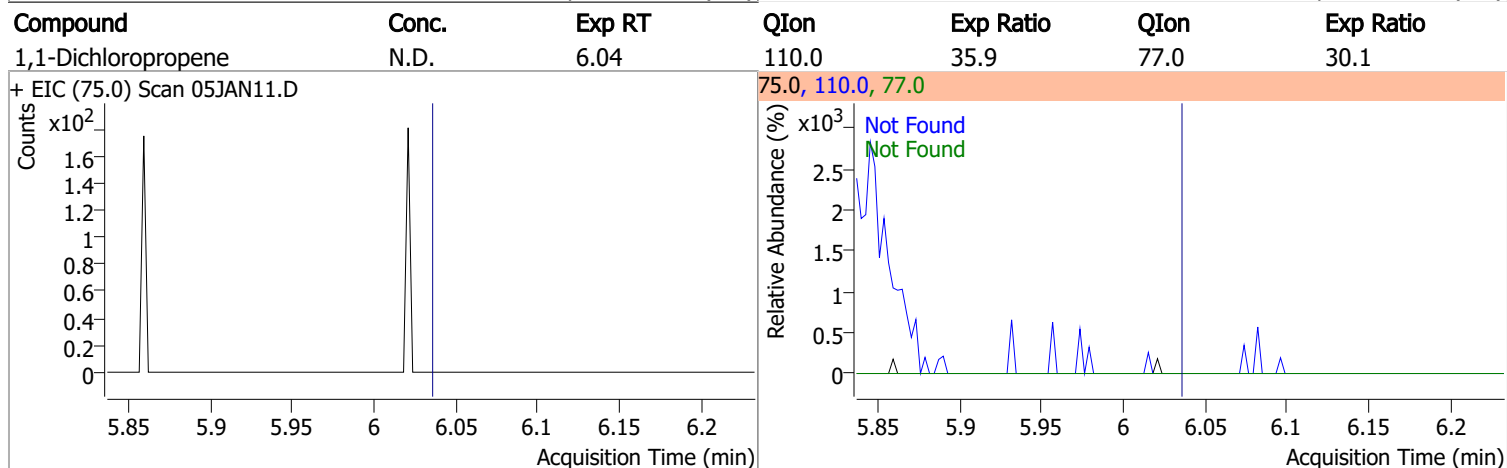 Compound Conc. Exp RT QIon Exp Ratio QIon Exp Ratio
1,1-Dichloropropene N.D. 6.04 110.0 35.9 77.0 30.1
+ EIC (75.0) Scan 05JAN11.D
Counts
x10^2
1.6
1.4
1.2
1
0.8
0.6
0.4
0.2
0
5.85 5.9 5.95 6 6.05 6.1 6.15 6.2
Acquisition Time (min)
75.0, 110.0, 77.0
Relative Abundance (%)
x10^3
Not Found
Not Found
2.5
2
1.5
1
0.5
0
5.85 5.9 5.95 6 6.05 6.1 6.15 6.2
Acquisition Time (min)